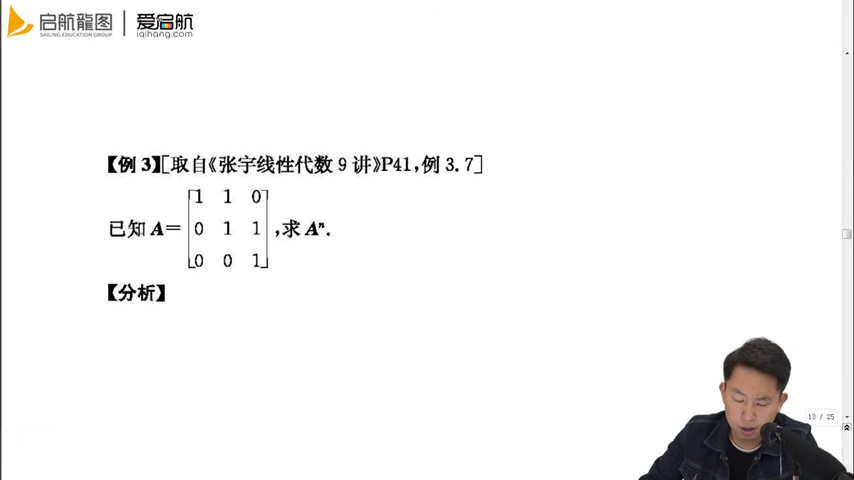 启航龍图 | 爱启航
SAILING EDUCATION GROUP iqihang.com
【例 3】[取自《张宇线性代数 9 讲》P41,例 3.7]
1 1 0
已知 A= 0 1 1 ,求 Aⁿ.
0 0 1
【分析】
13 / 25